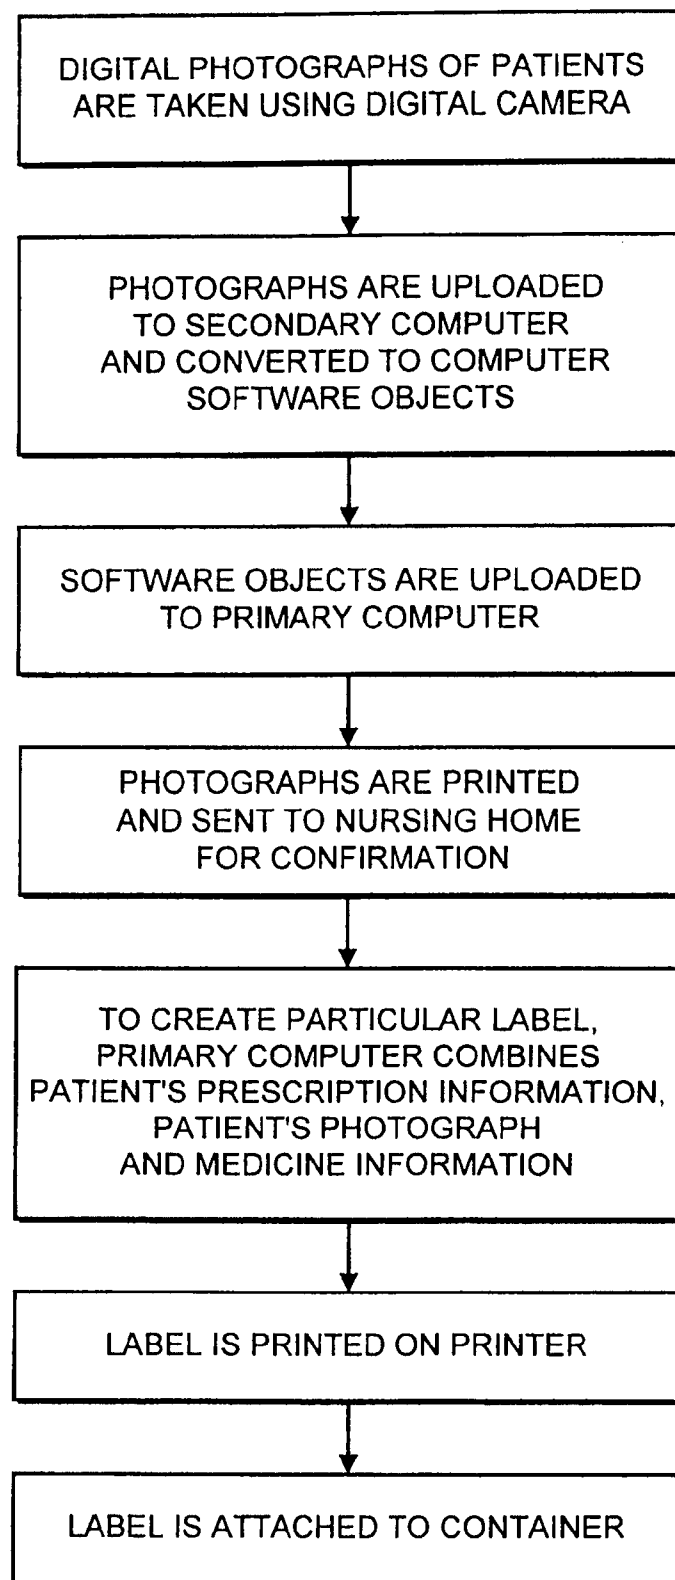 DIGITAL PHOTOGRAPHS OF PATIENTS
ARE TAKEN USING DIGITAL CAMERA
PHOTOGRAPHS ARE UPLOADED
TO SECONDARY COMPUTER
AND CONVERTED TO COMPUTER
SOFTWARE OBJECTS
SOFTWARE OBJECTS ARE UPLOADED
TO PRIMARY COMPUTER
PHOTOGRAPHS ARE PRINTED
AND SENT TO NURSING HOME
FOR CONFIRMATION
TO CREATE PARTICULAR LABEL,
PRIMARY COMPUTER COMBINES
PATIENT'S PRESCRIPTION INFORMATION,
PATIENT'S PHOTOGRAPH
AND MEDICINE INFORMATION
LABEL IS PRINTED ON PRINTER
LABEL IS ATTACHED TO CONTAINER